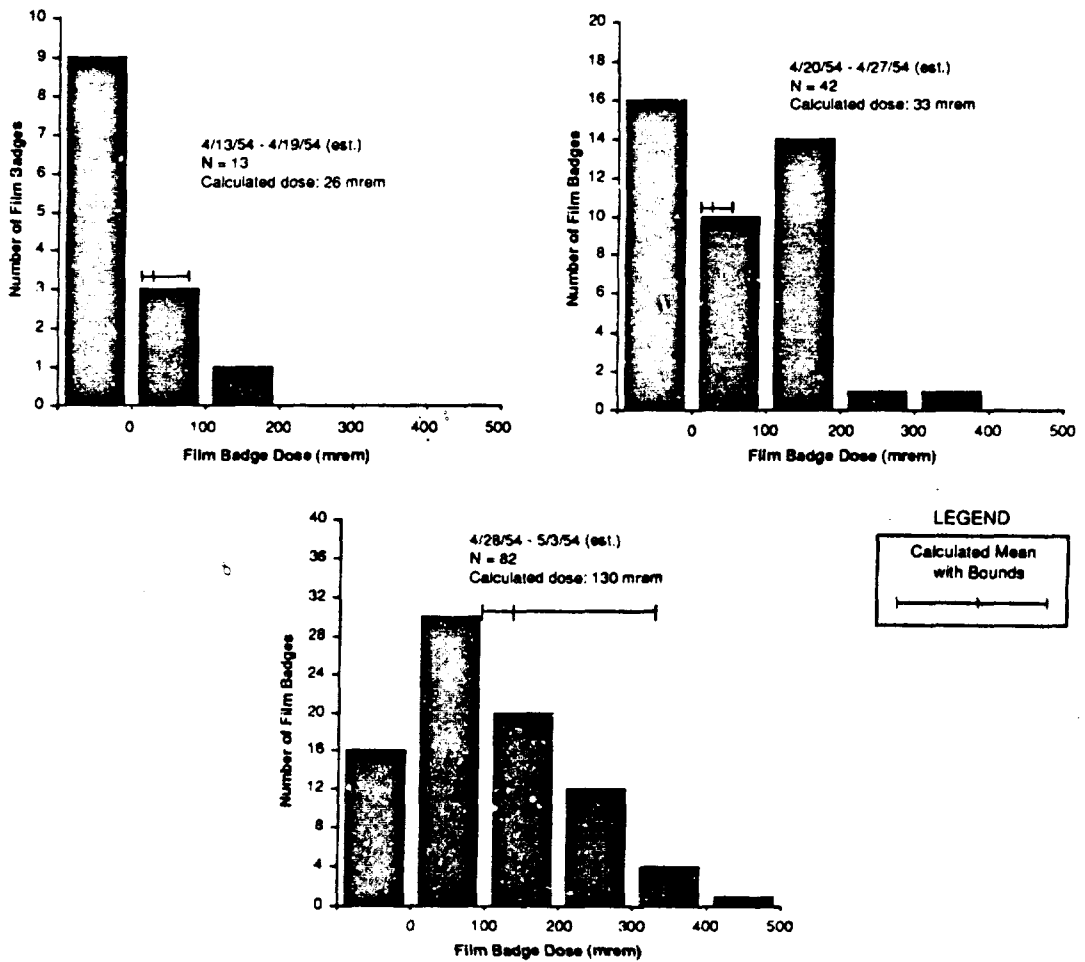 10
9
8
7
6
5
4
3
2
1
0
Number of Film 3adges
4/13/54 - 4/19/54 (est.)
N = 13
Calculated dose: 26 mrem
0 100 200 300 400 500
Film Badge Dose (mrem)
20
18
16
14
12
10
8
6
4
2
0
Number of Film Badges
4/20/54 - 4/27/54 (est.)
N = 42
Calculated dose: 33 mrem
0 100 200 300 400 500
Film Badge Dose (mrem)
40
36
32
28
24
20
16
12
8
4
0
Number of Film Badges
4/28/54 - 5/3/54 (est.)
N = 82
Calculated dose: 130 mrem
0 100 200 300 400 500
Film Badge Dose (mrem)
LEGEND
Calculated Mean
with Bounds